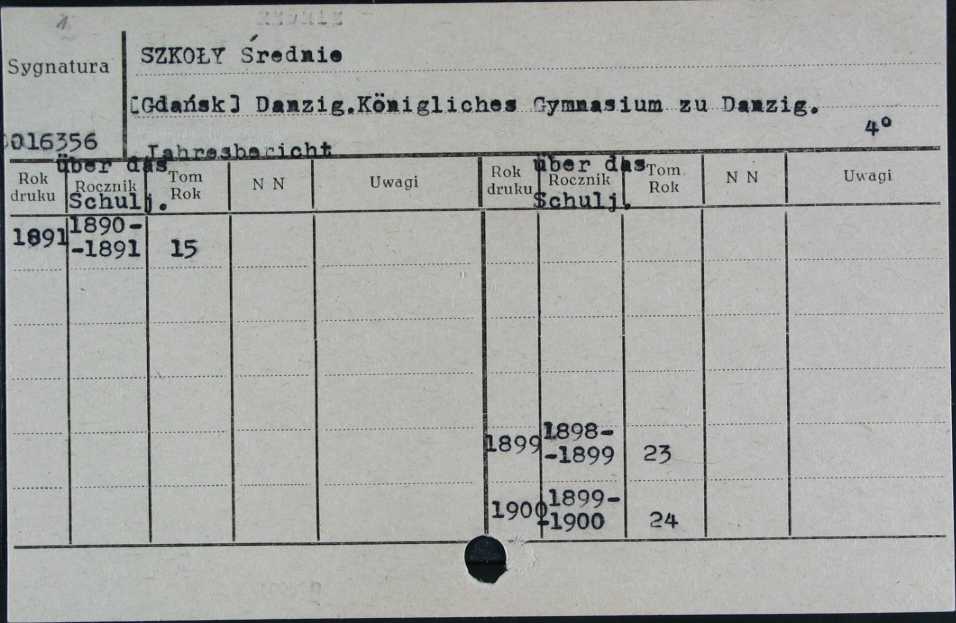 1.
SZKOŁY Średnie
Sygnatura
[Gdańsk] Danzig.Königliches Gymnasium zu Danzig.
4°
016356
Jahresbericht
über das über das
Rok druku Rocznik Tom Rok N N Uwagi Rok druku Rocznik Tom Rok N N Uwagi
Schulj. Schulj.
1891 1890-
-1891 15
1899 1898-
-1899 23
1900 1899-
-1900 24